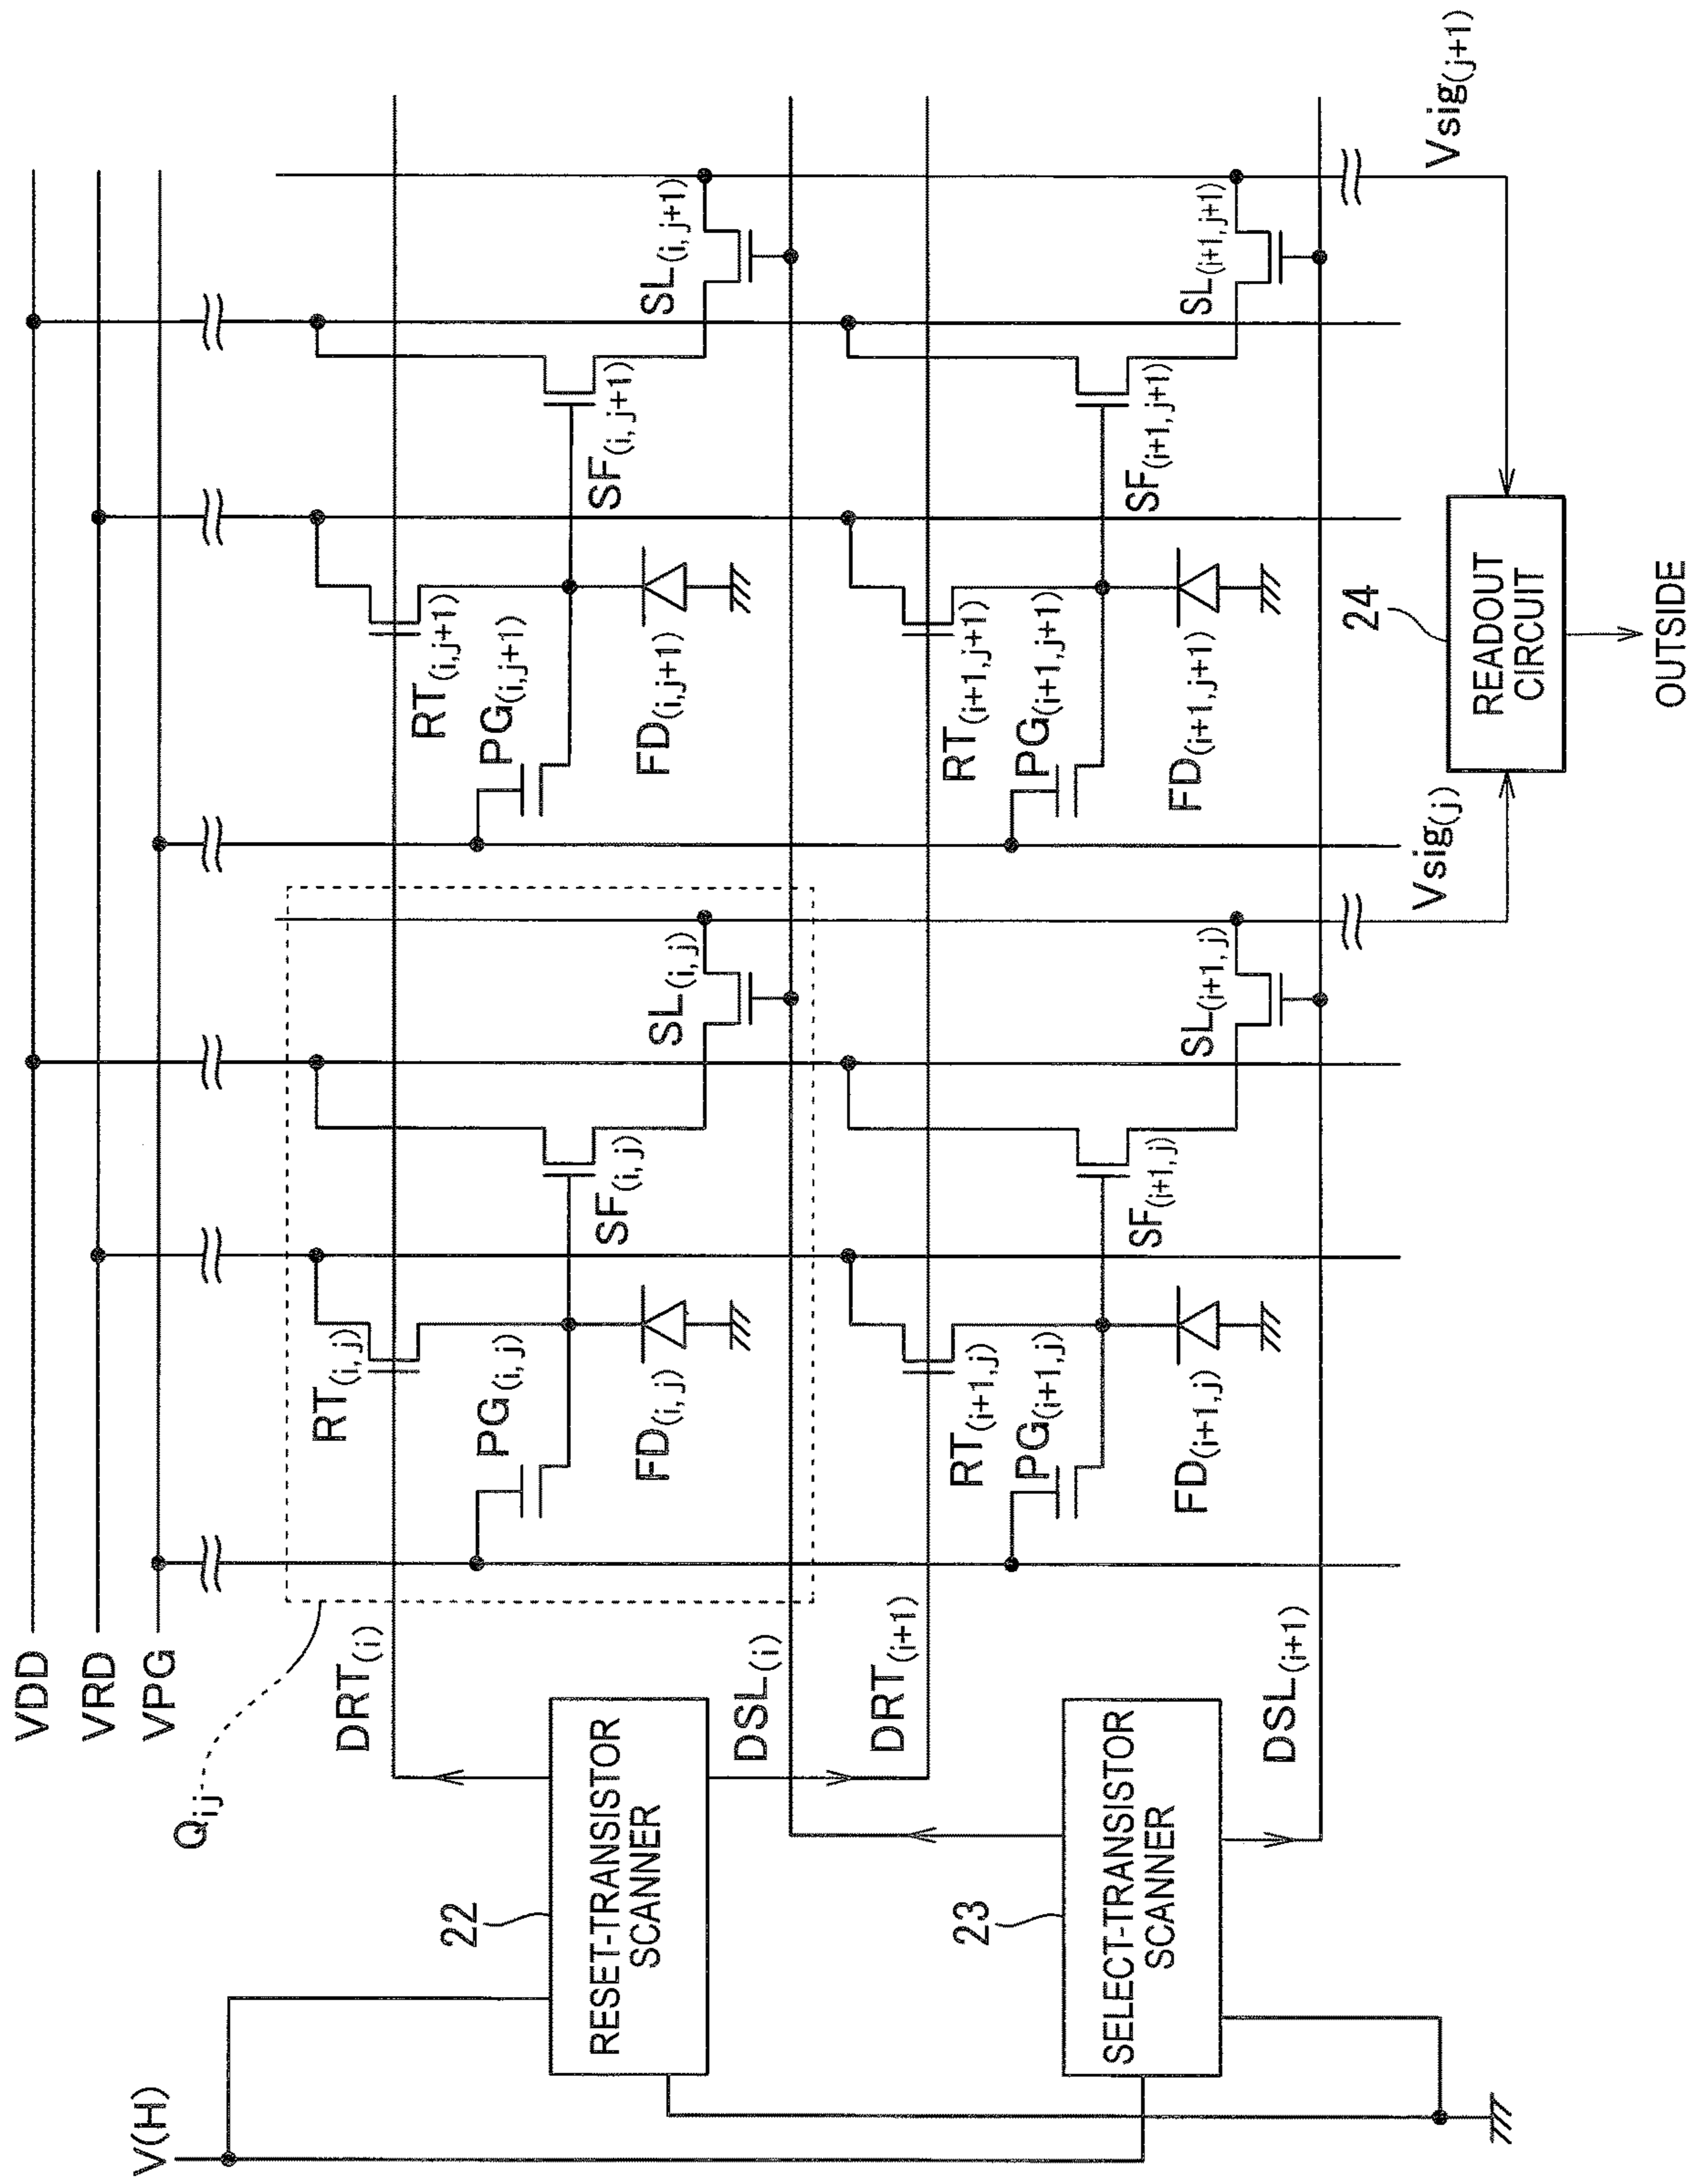 VDD
VRD
VPG
Qij
DRT(i)
RT(i,j)
PG(i,j)
FD(i,j)
SF(i,j)
SL(i,j)
RT(i,j+1)
PG(i,j+1)
FD(i,j+1)
SF(i,j+1)
SL(i,j+1)
DSL(i)
DRT(i+1)
RT(i+1,j)
PG(i+1,j)
FD(i+1,j)
SF(i+1,j)
SL(i+1,j)
RT(i+1,j+1)
PG(i+1,j+1)
FD(i+1,j+1)
SF(i+1,j+1)
SL(i+1,j+1)
DSL(i+1)
V(H)
22
RESET-TRANSISTOR
SCANNER
23
SELECT-TRANSISTOR
SCANNER
Vsig(j)
Vsig(j+1)
24
READOUT
CIRCUIT
OUTSIDE